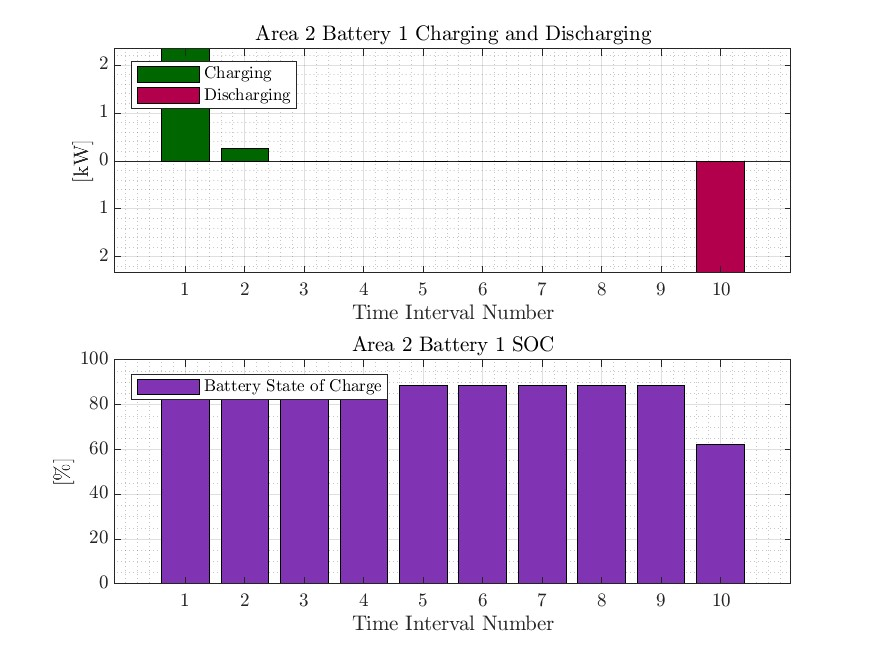 Area 2 Battery 1 Charging and Discharging
2
1
0
1
2
[kW]
Charging
Discharging
1 2 3 4 5 6 7 8 9 10
Time Interval Number
Area 2 Battery 1 SOC
100
80
60
40
20
0
[%]
Battery State of Charge
1 2 3 4 5 6 7 8 9 10
Time Interval Number